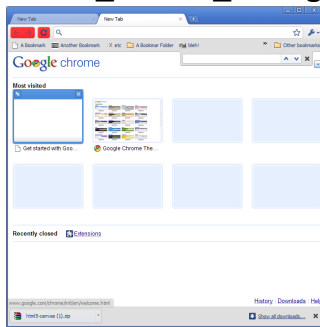 New Tab
New Tab
A Bookmark
Another Bookmark
X etc
A Bookmar Folder
bleh!
»
Other bookmarks
Google chrome
Most visited
Get started with Goo...
Google Chrome The ...
Recently closed
Extensions
www.google.com/chrome/intl/en/welcome.html
History
Downloads
Help
html5-canvas (1).zip
Show all downloads...